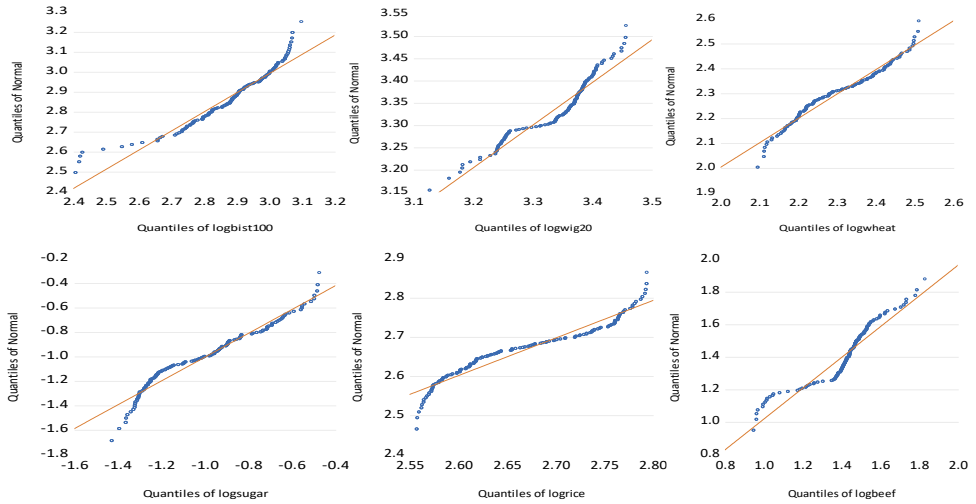 3.3
3.2
3.1
3.0
2.9
2.8
2.7
2.6
2.5
2.4
Quantiles of Normal
2.4 2.5 2.6 2.7 2.8 2.9 3.0 3.1 3.2
Quantiles of logbist100
3.55
3.50
3.40
3.35
3.30
3.25
3.20
3.15
Quantiles of Normal
3.1 3.2 3.3 3.4 3.5
Quantiles of logwig20
2.6
2.5
2.4
2.3
2.2
2.1
2.0
1.9
Quantiles of Normal
2.0 2.1 2.2 2.3 2.4 2.5 2.6
Quantiles of logwheat
-0.2
-0.4
-0.6
-0.8
-1.0
-1.2
-1.4
-1.6
-1.8
Quantiles of Normal
-1.6 -1.4 -1.2 -1.0 -0.8 -0.6 -0.4
Quantiles of logsugar
2.9
2.8
2.7
2.6
2.5
2.4
Quantiles of Normal
2.55 2.60 2.65 2.70 2.75 2.80
Quantiles of logrice
2.0
1.8
1.6
1.4
1.2
1.0
0.8
Quantiles of Normal
0.8 1.0 1.2 1.4 1.6 1.8 2.0
Quantiles of logbeef